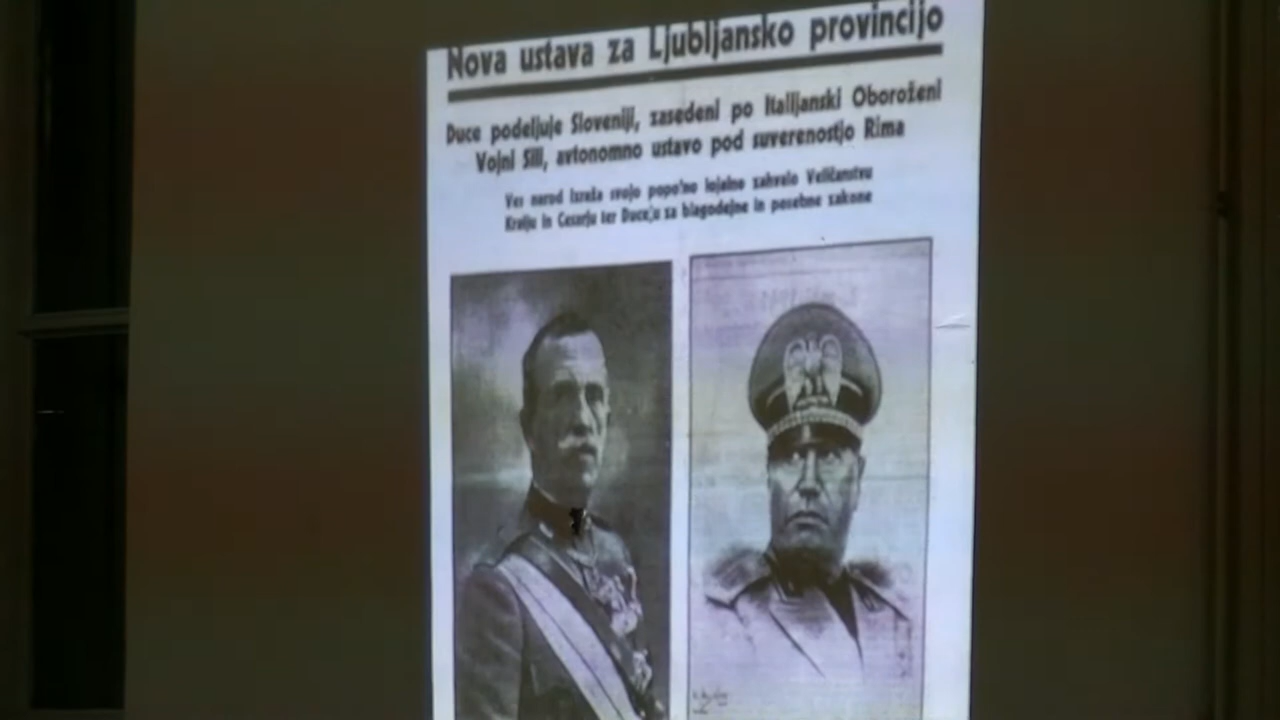 Nova ustava za Ljubljansko provincijo
Duce podeljuje Sloveniji, zasedeni po Italijanski Oboroženi
Vojni Sili, avtonomno ustavo pod suverenostjo Rima
Ves narod izraža svojo popolno lojalno zahvalo Veličanstvu
Kralju in Cesarju ter Duceju za blagodejne in posebne zakone